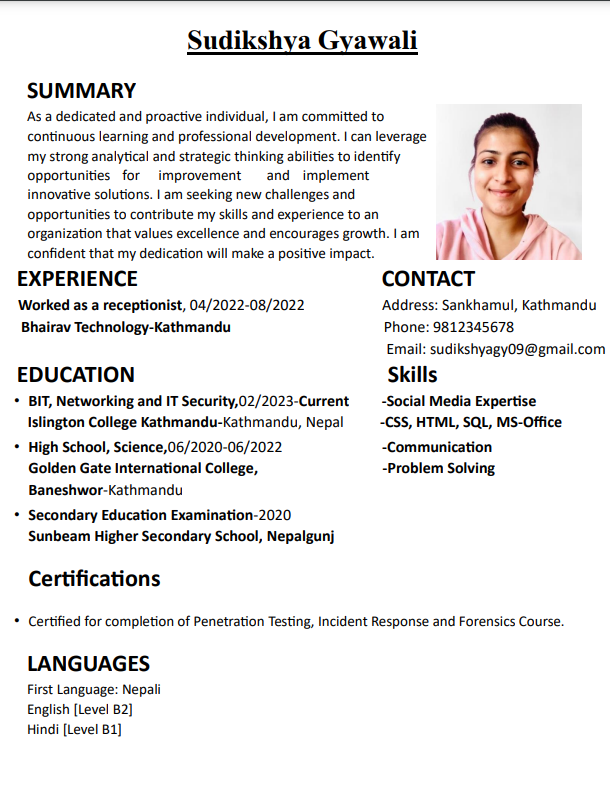 Sudikshya Gyawali
SUMMARY
As a dedicated and proactive individual, I am committed to
continuous learning and professional development. I can leverage
my strong analytical and strategic thinking abilities to identify
opportunities for improvement and implement
innovative solutions. I am seeking new challenges and
opportunities to contribute my skills and experience to an
organization that values excellence and encourages growth. I am
confident that my dedication will make a positive impact.
EXPERIENCE
Worked as a receptionist, 04/2022-08/2022
Bhairav Technology-Kathmandu
CONTACT
Address: Sankhamul, Kathmandu
Phone: 9812345678
Email: sudikshyagy09@gmail.com
EDUCATION
• BIT, Networking and IT Security,02/2023-Current
Islington College Kathmandu-Kathmandu, Nepal
• High School, Science,06/2020-06/2022
Golden Gate International College,
Baneshwor-Kathmandu
• Secondary Education Examination-2020
Sunbeam Higher Secondary School, Nepalgunj
Skills
-Social Media Expertise
-CSS, HTML, SQL, MS-Office
-Communication
-Problem Solving
Certifications
• Certified for completion of Penetration Testing, Incident Response and Forensics Course.
LANGUAGES
First Language: Nepali
English [Level B2]
Hindi [Level B1]